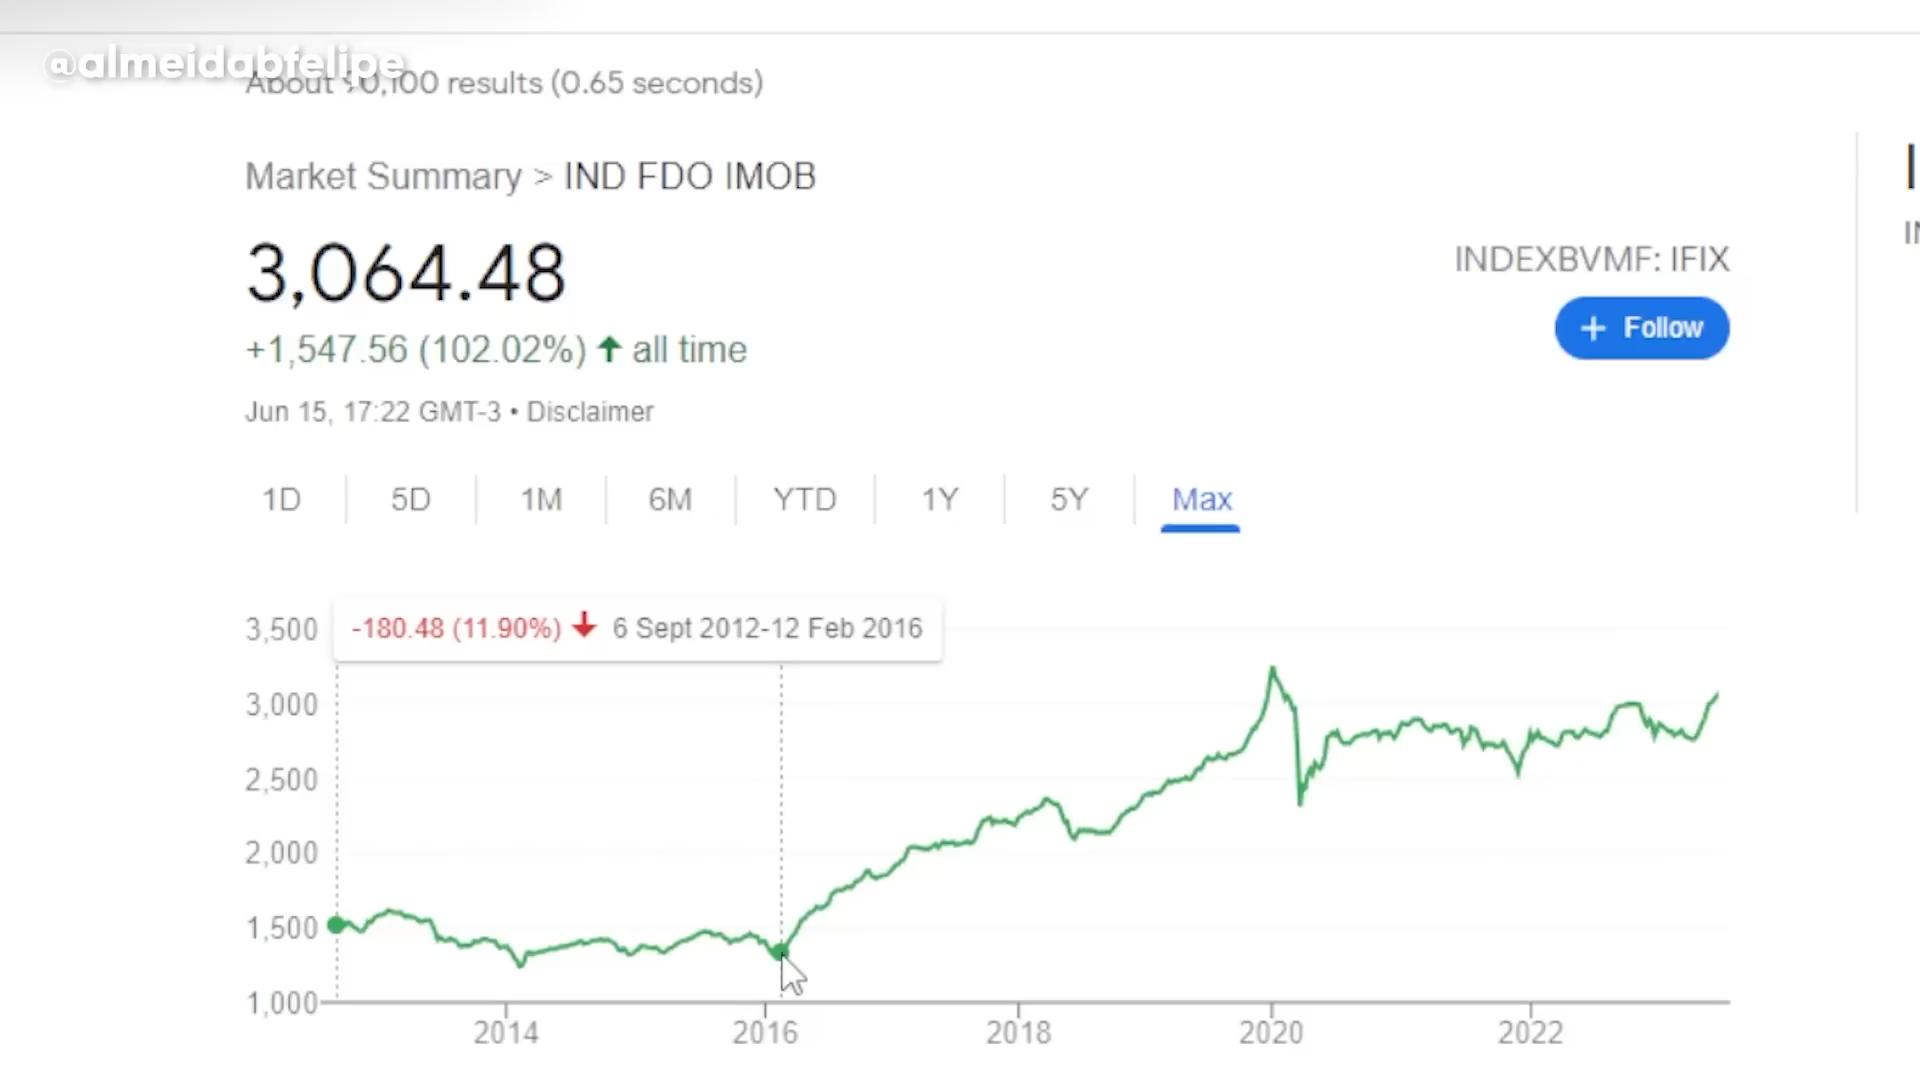 @almeidabfelipe
About 0,100 results (0.65 seconds)
Market Summary > IND FDO IMOB
3,064.48
+1,547.56 (102.02%) ↑ all time
Jun 15, 17:22 GMT-3 • Disclaimer
INDEXBVMF: IFIX
+ Follow
1D 5D 1M 6M YTD 1Y 5Y Max
-180.48 (11.90%) ↓ 6 Sept 2012-12 Feb 2016
3,500
3,000
2,500
2,000
1,500
1,000
2014 2016 2018 2020 2022